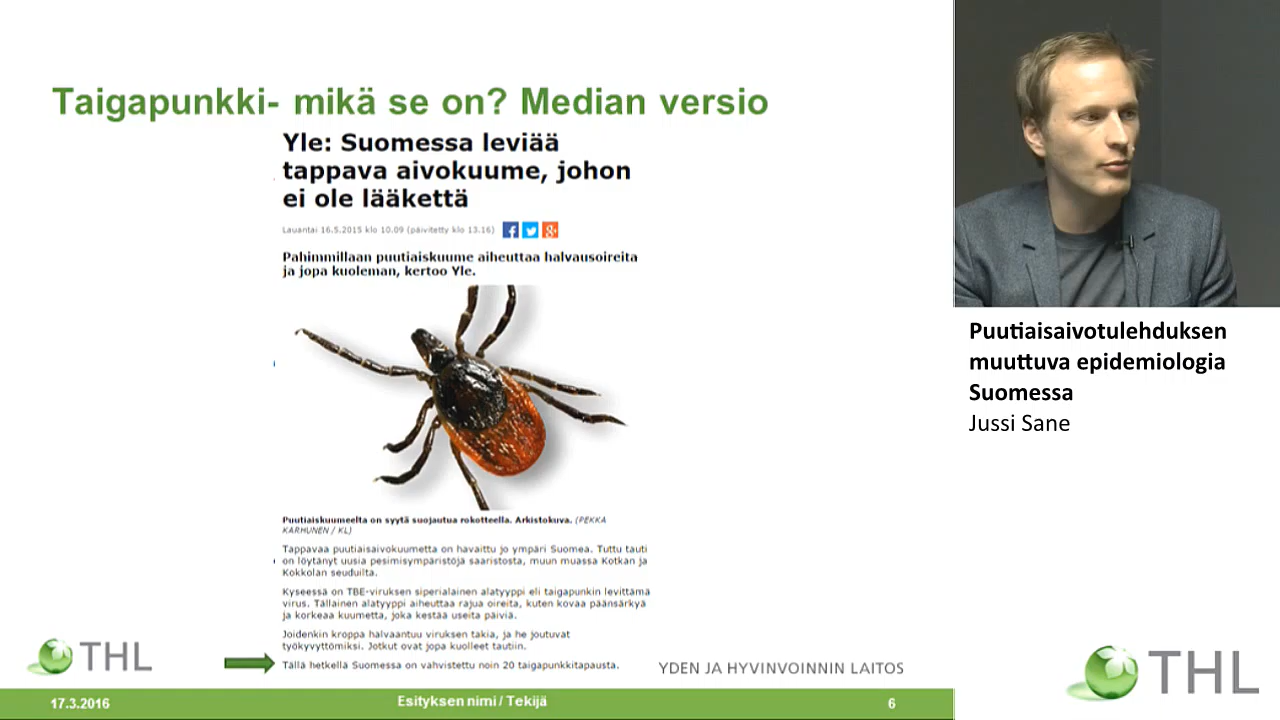 Taigapunkki- mikä se on? Median versio
Yle: Suomessa leviää
tappava aivokuume, johon
ei ole lääkettä
Lauantai 16.5.2015 klo 10.09 (päivitetty klo 13.16)
Pahimmillaan puutiaiskuume aiheuttaa halvausoireita
ja jopa kuoleman, kertoo Yle.
Puutiaiskuumeelta on syytä suojautua rokotteella. Arkistokuva. (PEKKA
KARHUNEN / KL)
Tappavaa puutiaisaivokuumetta on havaittu jo ympäri Suomea. Tuttu tauti
on löytänyt uusia pesimisympäristöjä saaristosta, muun muassa Kotkan ja
Kokkolan seuduilta.
Kyseessä on TBE-viruksen siperialainen alatyyppi eli taigapunkin levittämä
virus. Tällainen alatyyppi aiheuttaa rajua oireita, kuten kovaa päänsärkyä
ja korkeaa kuumetta, joka kestää useita päiviä.
Joidenkin kroppa halvaantuu viruksen takia, ja he joutuvat
työkyvyttömiksi. Jotkut ovat jopa kuolleet tautiin.
Tällä hetkellä Suomessa on vahvistettu noin 20 taigapunkkitapausta.
THL
YDEN JA HYVINVOINNIN LAITOS
17.3.2016
Esityksen nimi / Tekijä
6
Puutiaisaivotulehduksen
muuttuva epidemiologia
Suomessa
Jussi Sane
THL